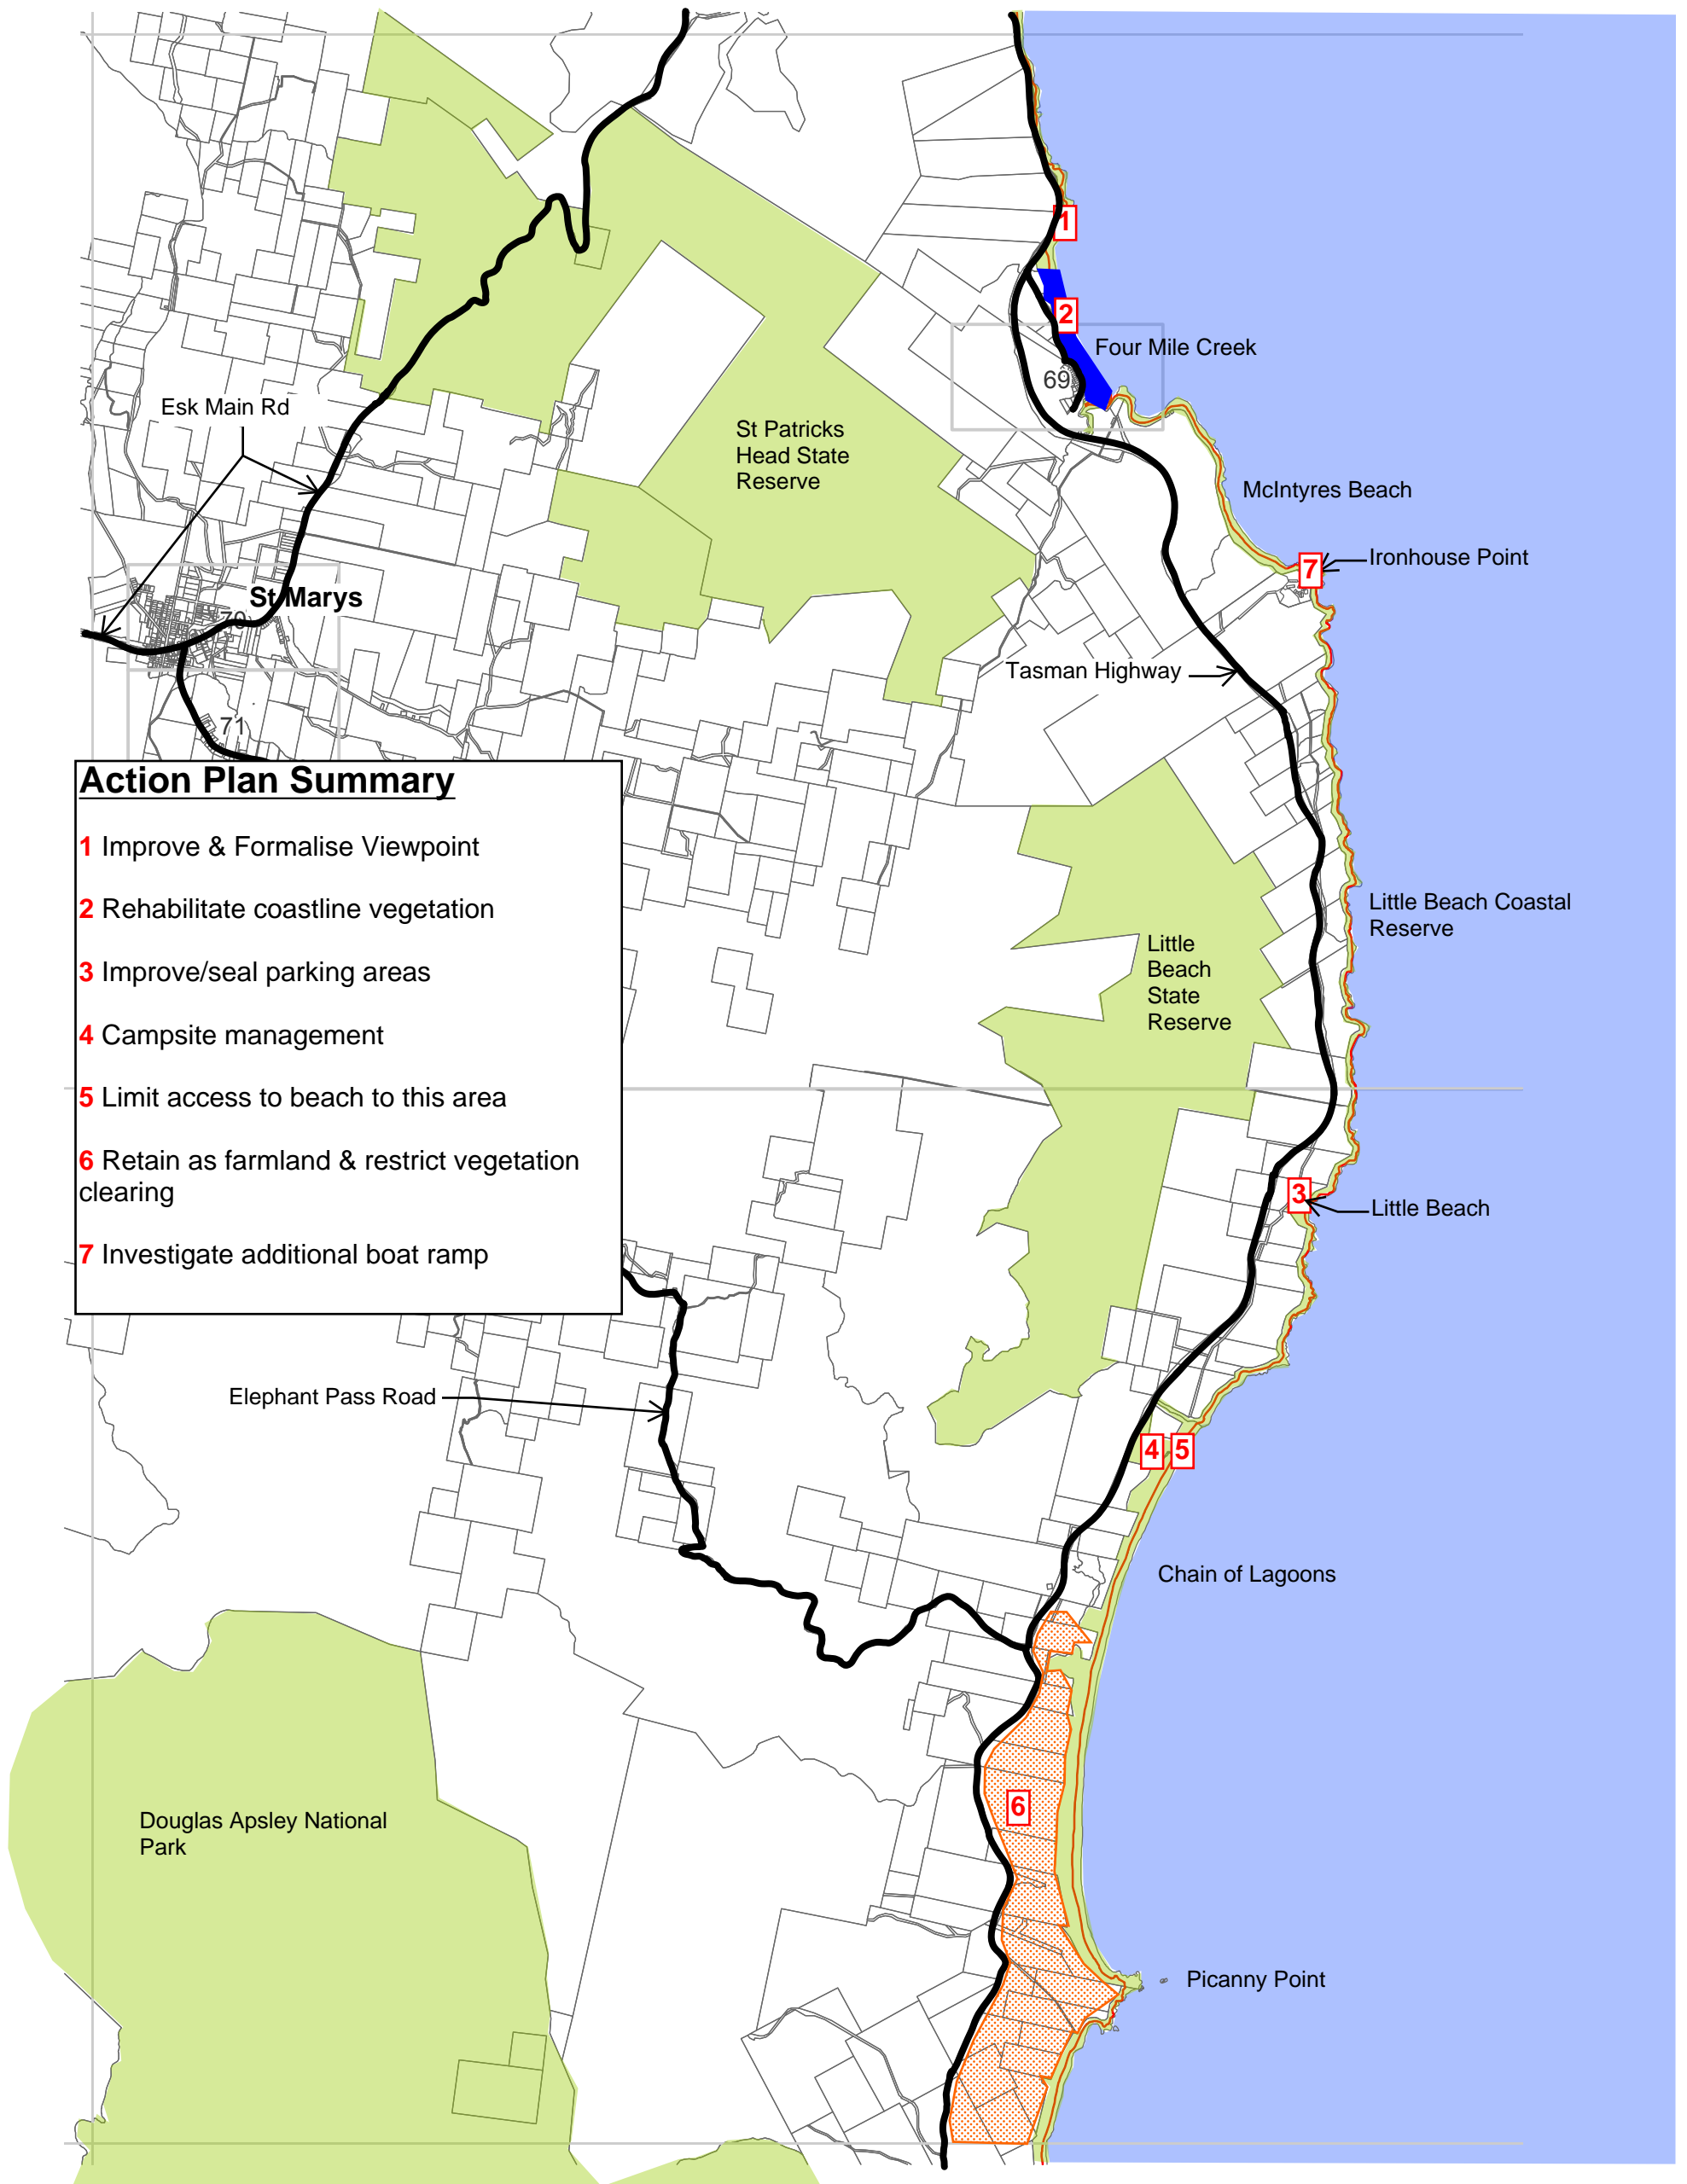 1
2
Four Mile Creek
69
Esk Main Rd
St Patricks
Head State
Reserve
McIntyres Beach
Ironhouse Point
7
St Marys
70
Tasman Highway
71
Action Plan Summary
1 Improve & Formalise Viewpoint
2 Rehabilitate coastline vegetation
3 Improve/seal parking areas
4 Campsite management
5 Limit access to beach to this area
6 Retain as farmland & restrict vegetation
clearing
7 Investigate additional boat ramp
Little Beach Coastal
Reserve
Little
Beach
State
Reserve
3
Little Beach
Elephant Pass Road
4
5
Chain of Lagoons
6
Douglas Apsley National
Park
Picanny Point